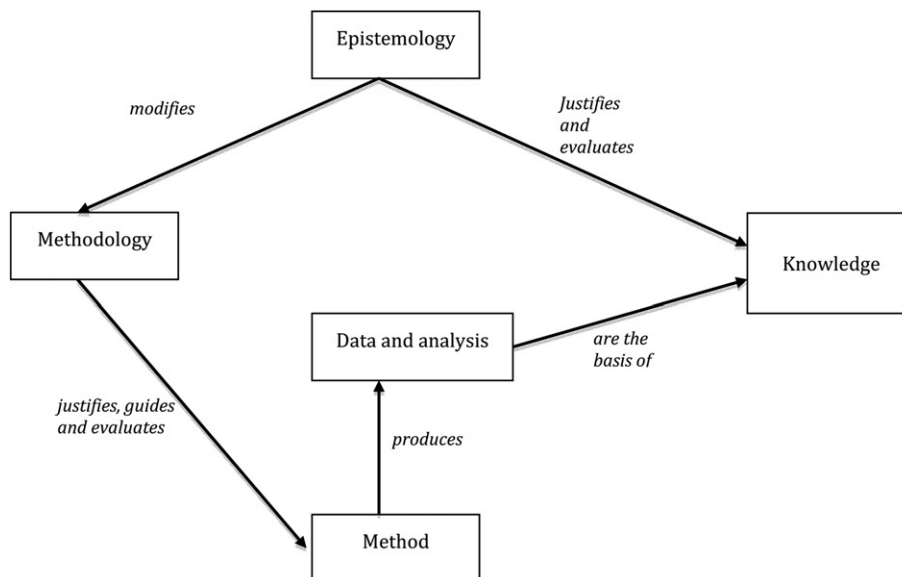 Epistemology
modifies
Justifies
and
evaluates
Methodology
Knowledge
Data and analysis
are the
basis of
justifies, guides
and evaluates
produces
Method